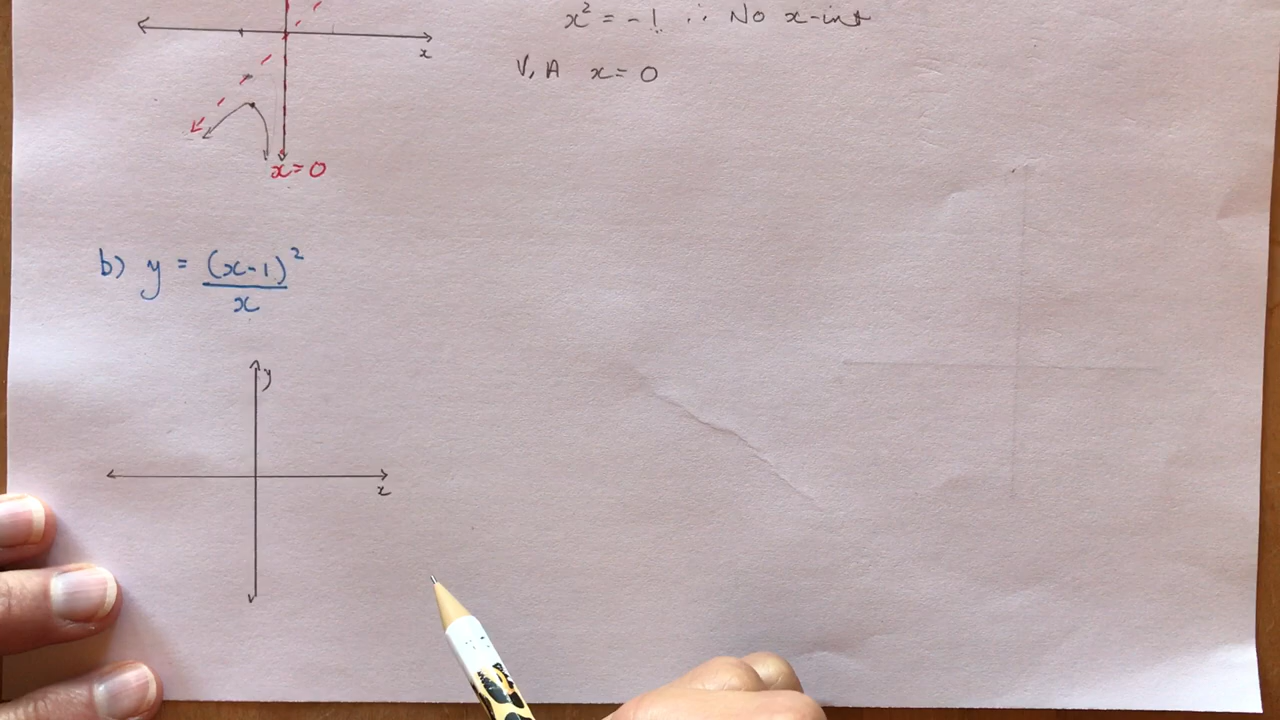 x² = -1 ∴ No x-int
x
V, A x = 0
x = 0
b) y = (x-1)²
x
y
x